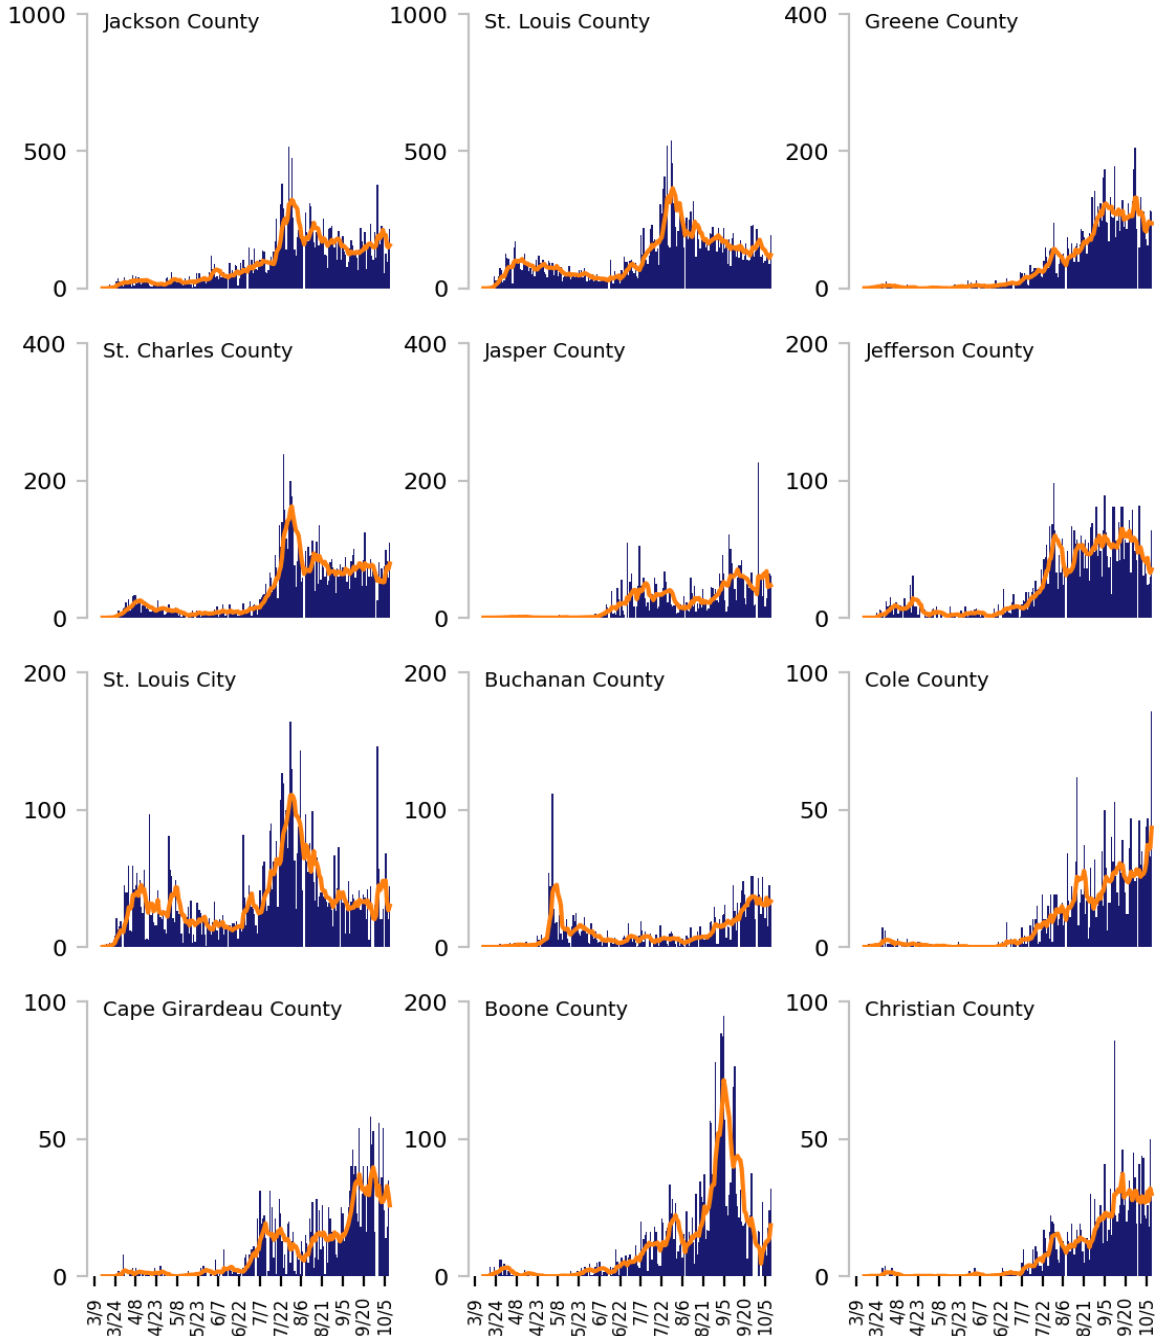 1000
Jackson County
500
0
1000
St. Louis County
500
0
400
Greene County
200
0
400
St. Charles County
200
0
400
Jasper County
200
0
200
Jefferson County
100
0
200
St. Louis City
100
0
200
Buchanan County
100
0
100
Cole County
50
0
100
Cape Girardeau County
50
0
200
Boone County
100
0
100
Christian County
50
0
3/9 3/24 4/8 4/23 5/8 5/23 6/7 6/22 7/7 7/22 8/6 8/21 9/5 9/20 10/5
3/9 3/24 4/8 4/23 5/8 5/23 6/7 6/22 7/7 7/22 8/6 8/21 9/5 9/20 10/5
3/9 3/24 4/8 4/23 5/8 5/23 6/7 6/22 7/7 7/22 8/6 8/21 9/5 9/20 10/5